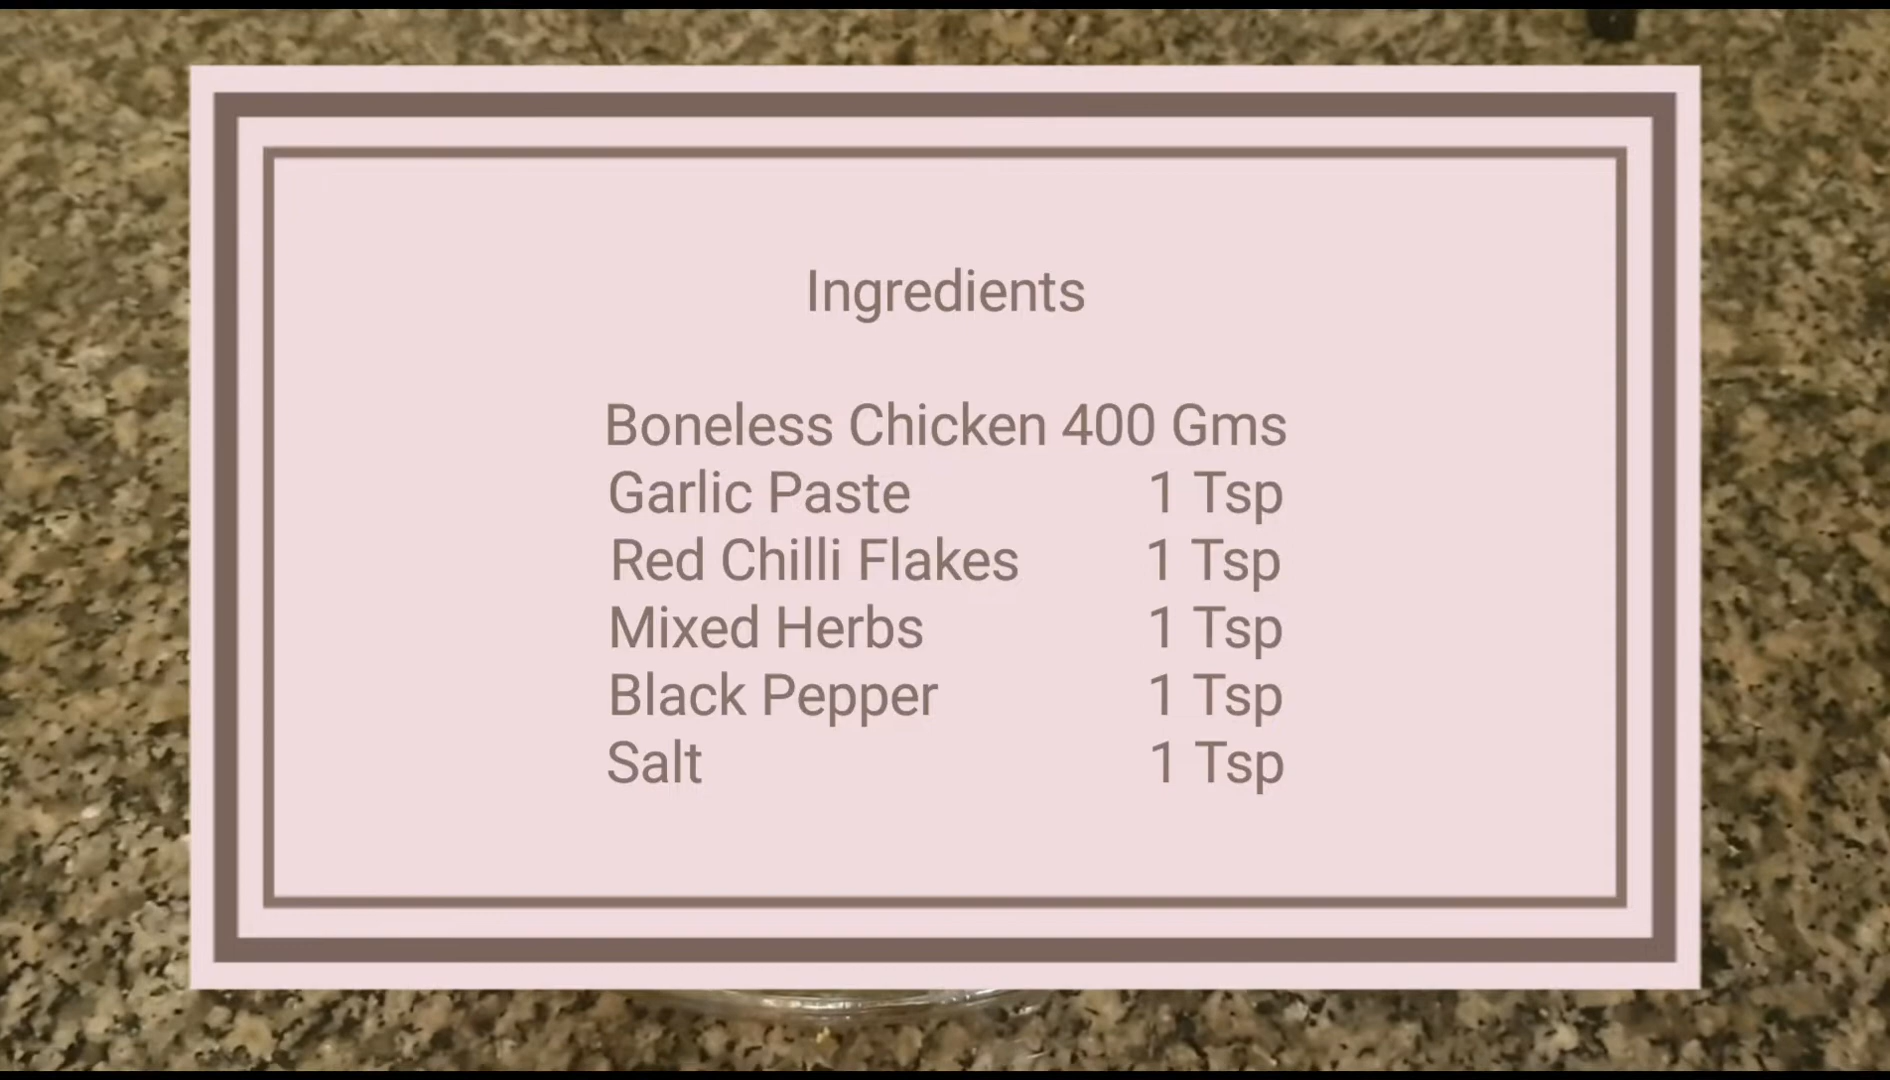 Ingredients
Boneless Chicken 400 Gms
Garlic Paste 1 Tsp
Red Chilli Flakes 1 Tsp
Mixed Herbs 1 Tsp
Black Pepper 1 Tsp
Salt 1 Tsp